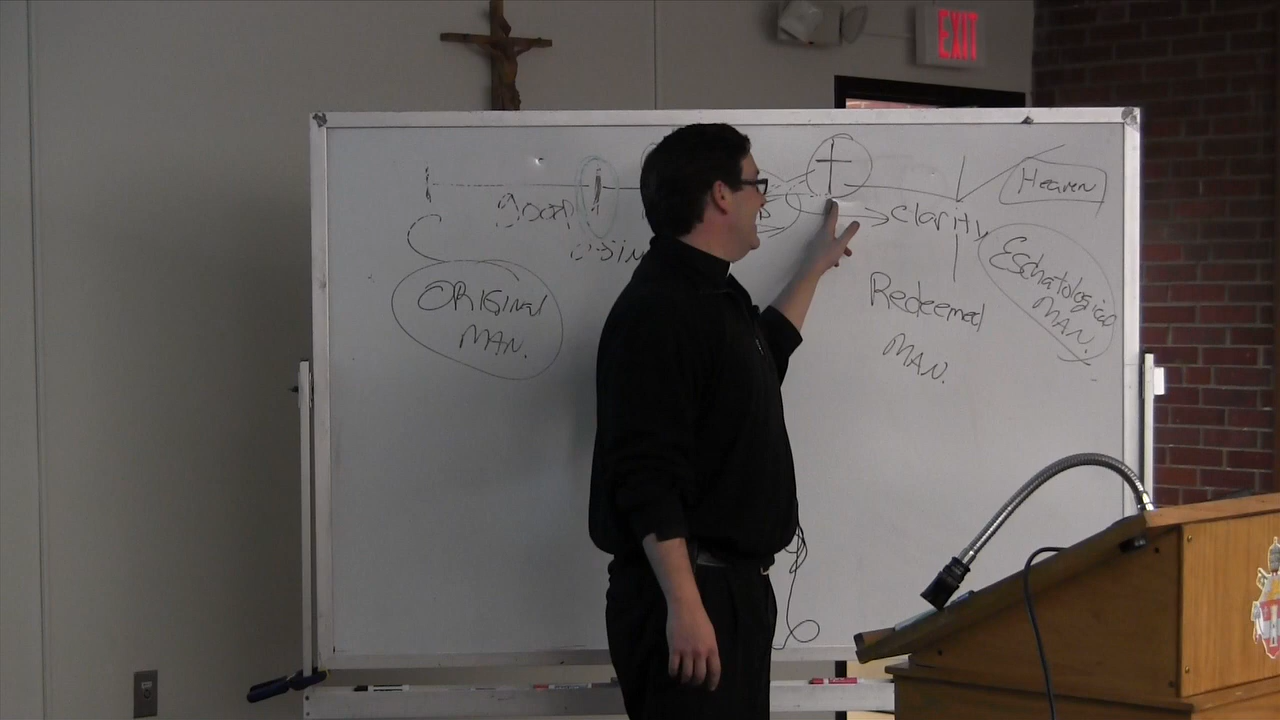 EXIT
Heaven
good
clarity
ORiginal
MAN.
Redeemed
MAN.
Eschatological
MAN.